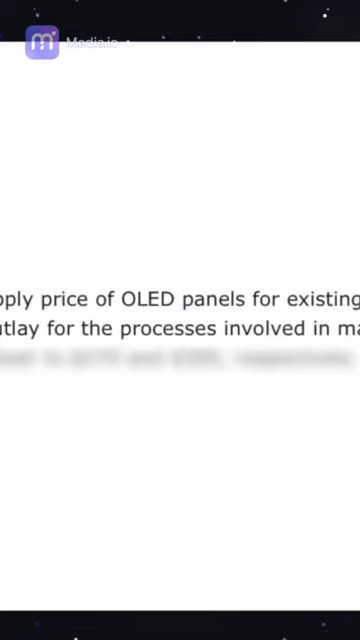 Media.io
pply price of OLED panels for existing
utlay for the processes involved in ma